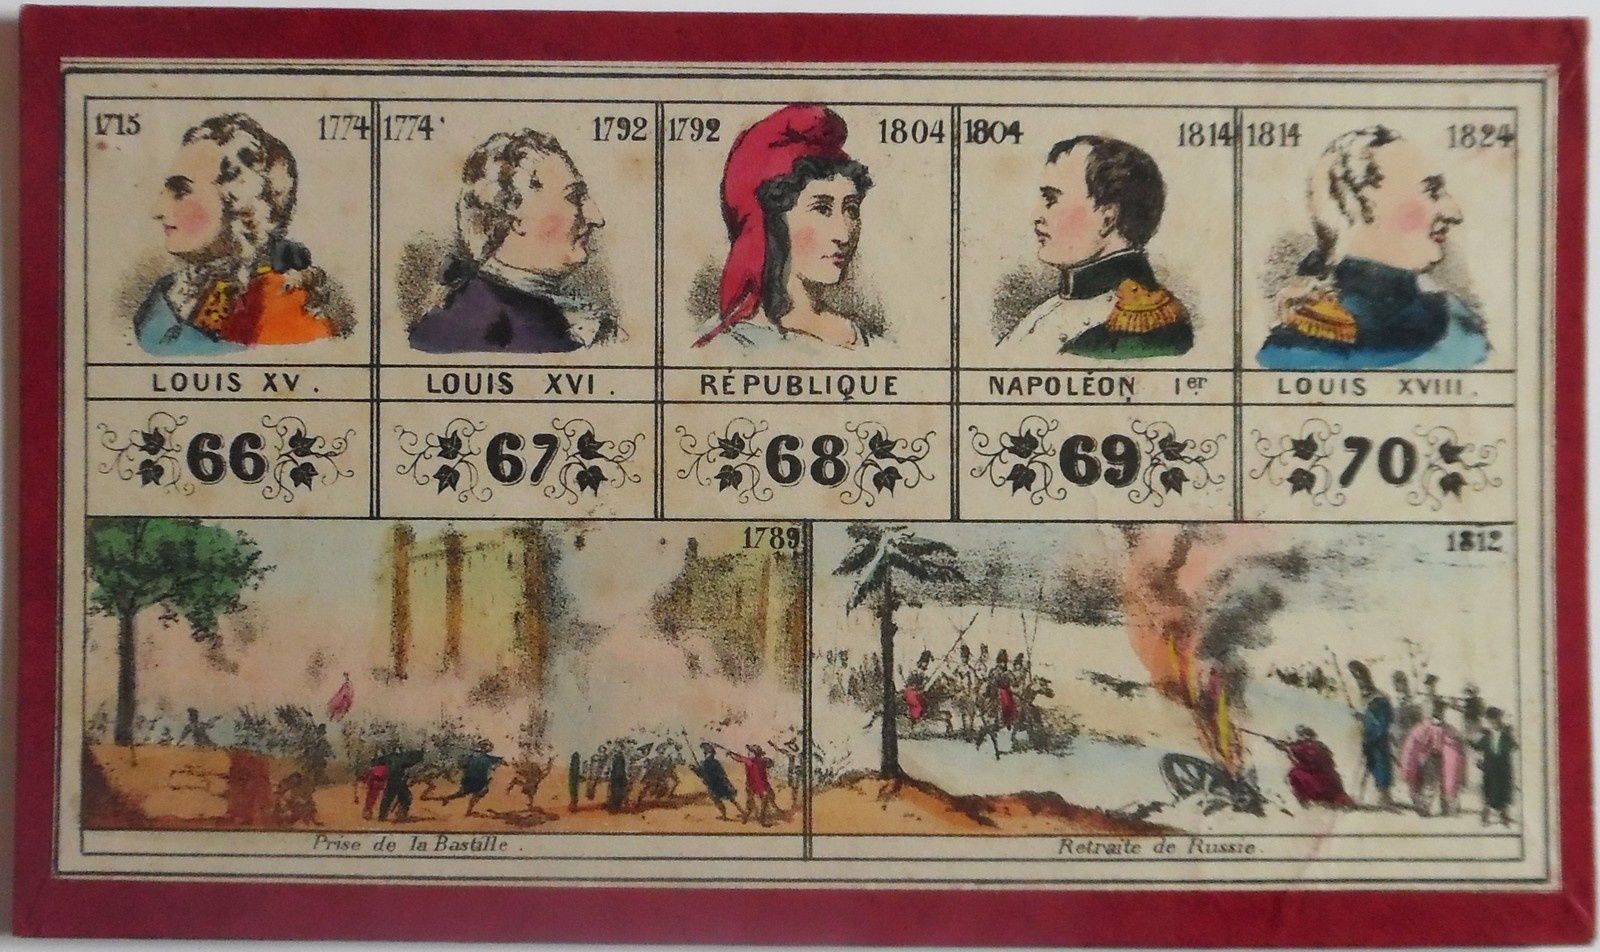 1715 1774 1774 1792 1792 1804 1804 1814 1814 1824
LOUIS XV. LOUIS XVI. RÉPUBLIQUE NAPOLÉON Ier LOUIS XVIII.
66 67 68 69 70
1789 1812
Prise de la Bastille. Retraite de Russie.